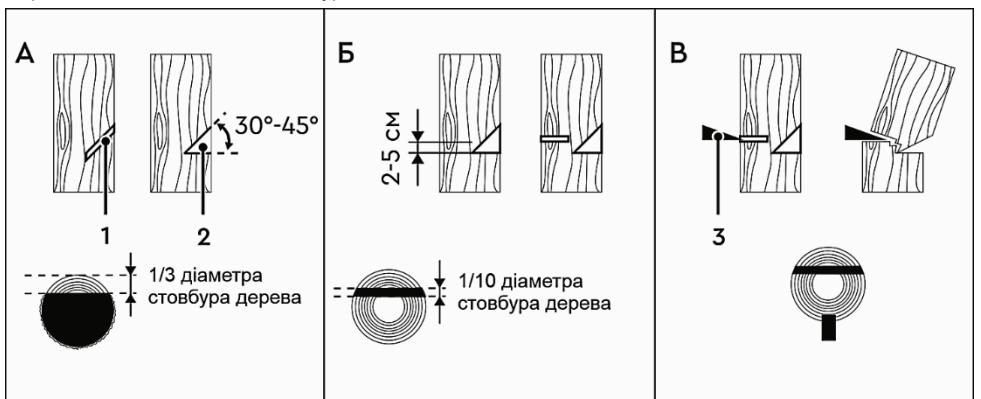 А
30°-45°
1
2
1/3 діаметра
стовбура дерева
Б
2-5 см
1/10 діаметра
стовбура дерева
В
3